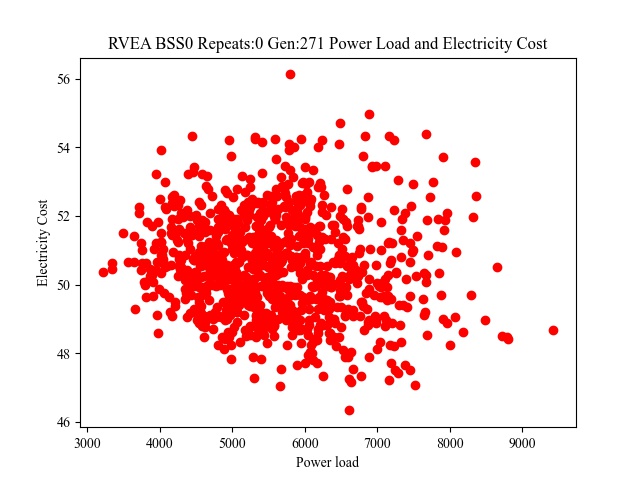 RVEA BSS0 Repeats:0 Gen:271 Power Load and Electricity Cost
56
54
52
50
48
46
Electricity Cost
3000 4000 5000 6000 7000 8000 9000
Power load